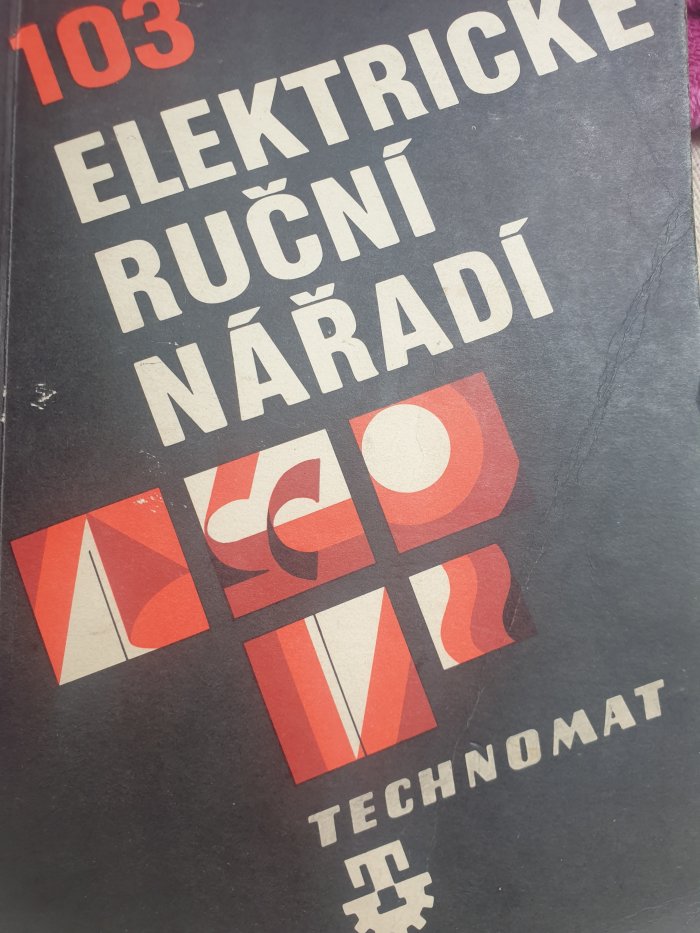 103
ELEKTRICKÉ
RUČNÍ
NÁŘADÍ
TECHNOMAT